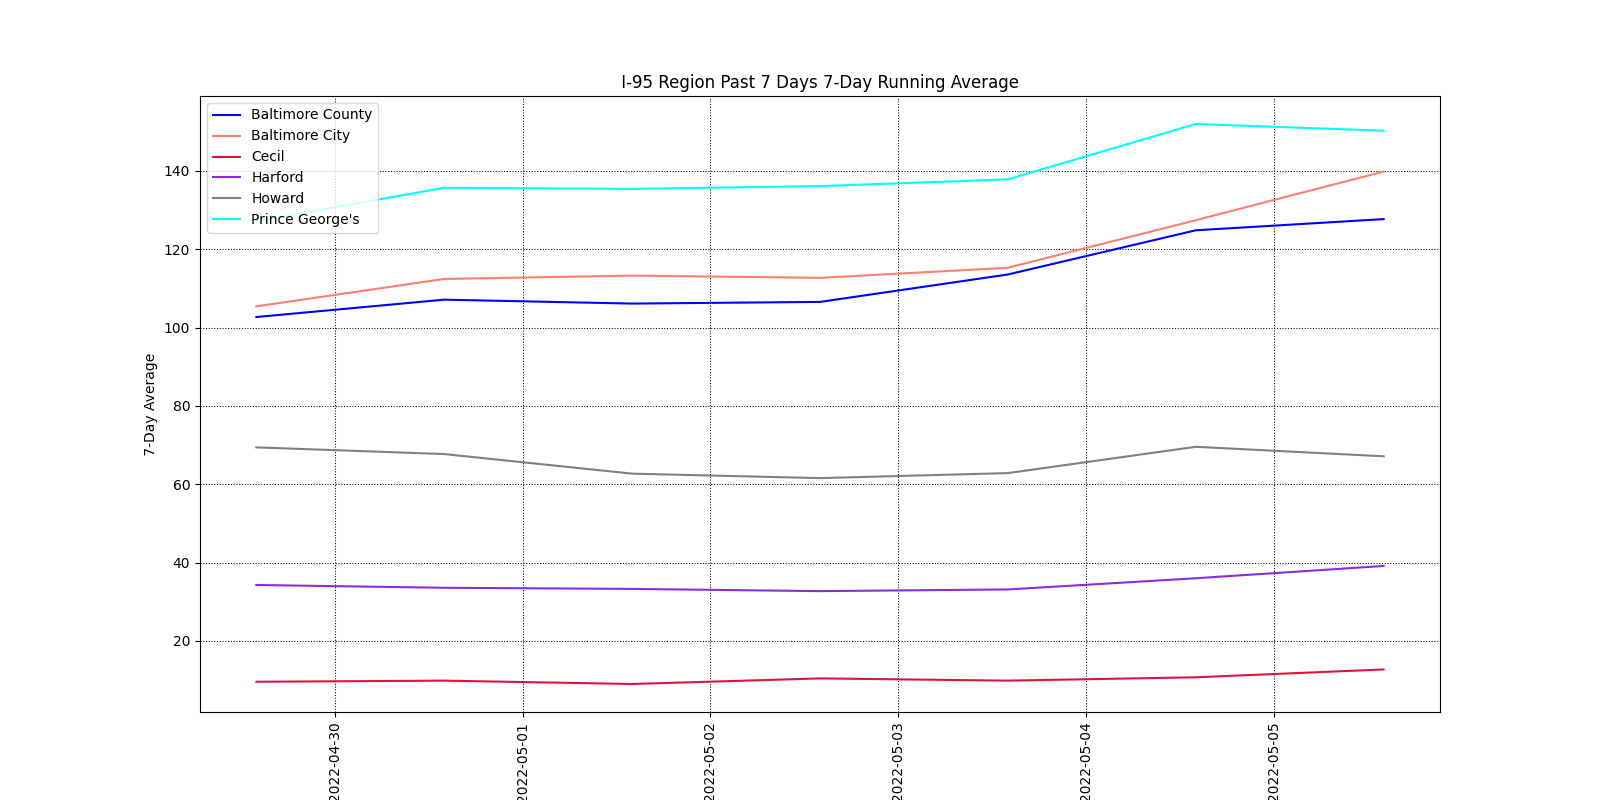 I-95 Region Past 7 Days 7-Day Running Average
Baltimore County
Baltimore City
Cecil
Harford
Howard
Prince George's
7-Day Average
140
120
100
80
60
40
20
2022-04-30
2022-05-01
2022-05-02
2022-05-03
2022-05-04
2022-05-05